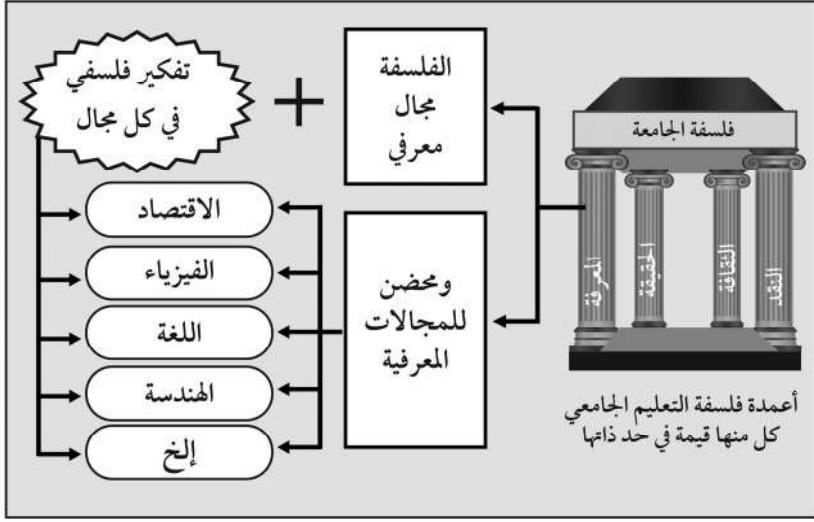 فلسفة الجامعة
النقد
الثقافة
الحقيقة
المعرفة
أعمدة فلسفة التعليم الجامعي
كل منها قيمة في حد ذاتها
الفلسفة
مجال
معرفي
+
تفكير فلسفي
في كل مجال
ومحضن
للمجالات
المعرفية
الاقتصاد
الفيزياء
اللغة
الهندسة
إلخ